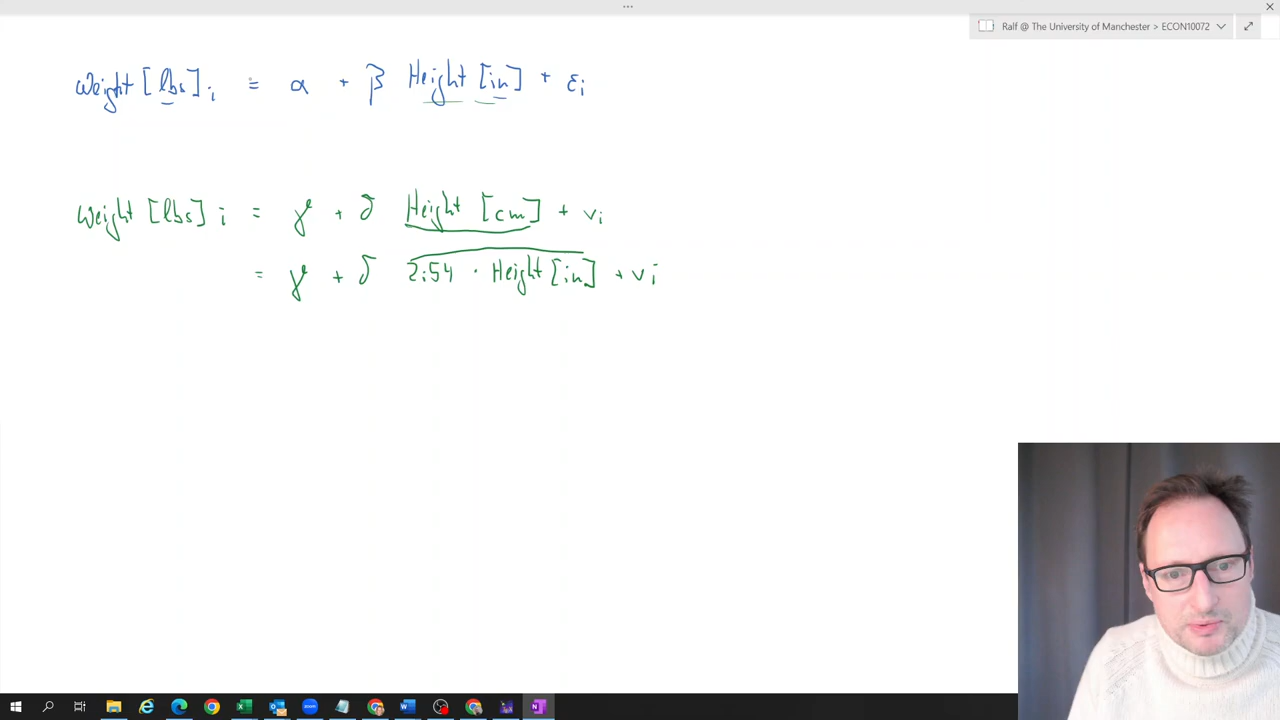 Ralf @ The University of Manchester > ECON10072
Weight [lbs]i = α + β Height [in] + εi
Weight [lbs]i = γ + δ Height [cm] + vi
= γ + δ 2.54 · Height [in] + vi